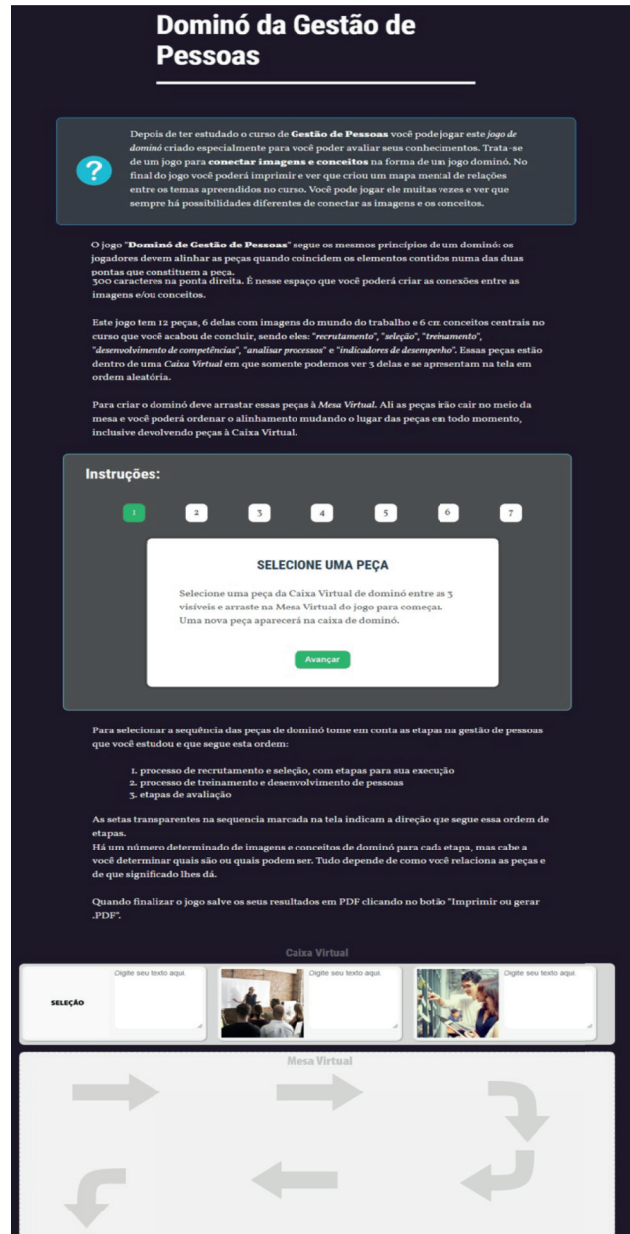 Dominó da Gestão de
Pessoas
?
Depois de ter estudado o curso de Gestão de Pessoas você pode jogar este jogo de
dominó criado especialmente para você poder avaliar seus conhecimentos. Trata-se
de um jogo para conectar imagens e conceitos na forma de um jogo dominó. No
final do jogo você poderá imprimir e ver que criou um mapa mental de relações
entre os temas apreendidos no curso. Você pode jogar ele muitas vezes e ver que
sempre há possibilidades diferentes de conectar as imagens e os conceitos.
O jogo "Dominó de Gestão de Pessoas" segue os mesmos princípios de um dominó: os
jogadores devem alinhar as peças quando coincidem os elementos contidos numa das duas
pontas que constituem a peça.
300 caracteres na ponta direita. É nesse espaço que você poderá criar as conexões entre as
imagens e/ou conceitos.
Este jogo tem 12 peças, 6 delas com imagens do mundo do trabalho e 6 em conceitos centrais no
curso que você acabou de concluir, sendo eles: "recrutamento", "seleção", "treinamento",
"desenvolvimento de competências", "analisar processos" e "indicadores de desempenho". Essas peças estão
dentro de uma Caixa Virtual em que somente podemos ver 3 delas e se apresentam na tela em
ordem aleatória.
Para criar o dominó deve arrastar essas peças à Mesa Virtual. Ali as peças irão cair no meio da
mesa e você poderá ordenar o alinhamento mudando o lugar das peças em todo momento,
inclusive devolvendo peças à Caixa Virtual.
Instruções:
1 2 3 4 5 6 7
SELECIONE UMA PEÇA
Selecione uma peça da Caixa Virtual de dominó entre as 3
visíveis e arraste na Mesa Virtual do jogo para começar.
Uma nova peça aparecerá na caixa de dominó.
Avançar
Para selecionar a sequência das peças de dominó tome em conta as etapas na gestão de pessoas
que você estudou e que segue esta ordem:
1. processo de recrutamento e seleção, com etapas para sua execução
2. processo de treinamento e desenvolvimento de pessoas
3. etapas de avaliação
As setas transparentes na sequencia marcada na tela indicam a direção que segue essa ordem de
etapas.
Há um número determinado de imagens e conceitos de dominó para cada etapa, mas cabe a
você determinar quais são ou quais podem ser. Tudo depende de como você relaciona as peças e
de que significado lhes dá.
Quando finalizar o jogo salve os seus resultados em PDF clicando no botão "Imprimir ou gerar
.PDF".
Caixa Virtual
SELEÇÃO
Digite seu texto aqui.
Digite seu texto aqui.
Digite seu texto aqui.
Mesa Virtual